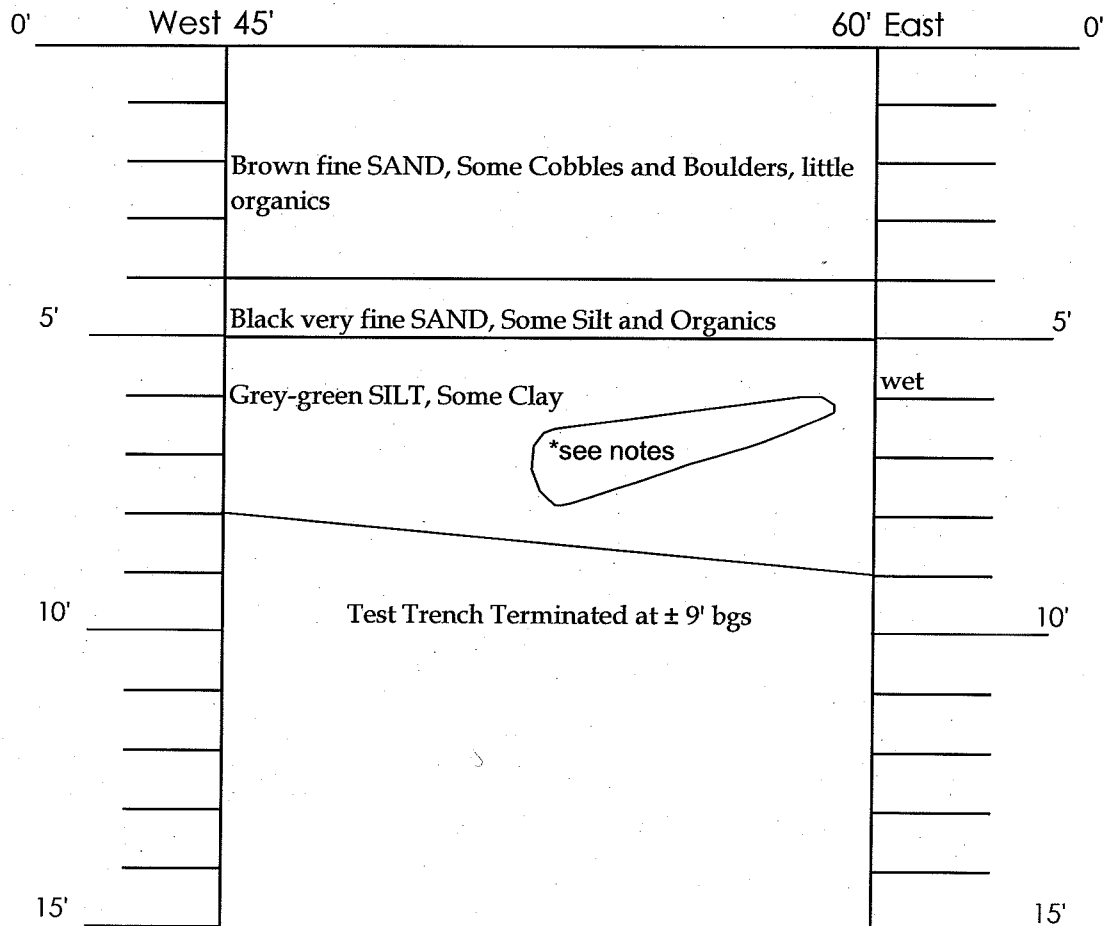 0' West 45' 60' East 0'
Brown fine SAND, Some Cobbles and Boulders, little
organics
5' Black very fine SAND, Some Silt and Organics 5'
Grey-green SILT, Some Clay wet
*see notes
10' Test Trench Terminated at ± 9' bgs 10'
15' 15'